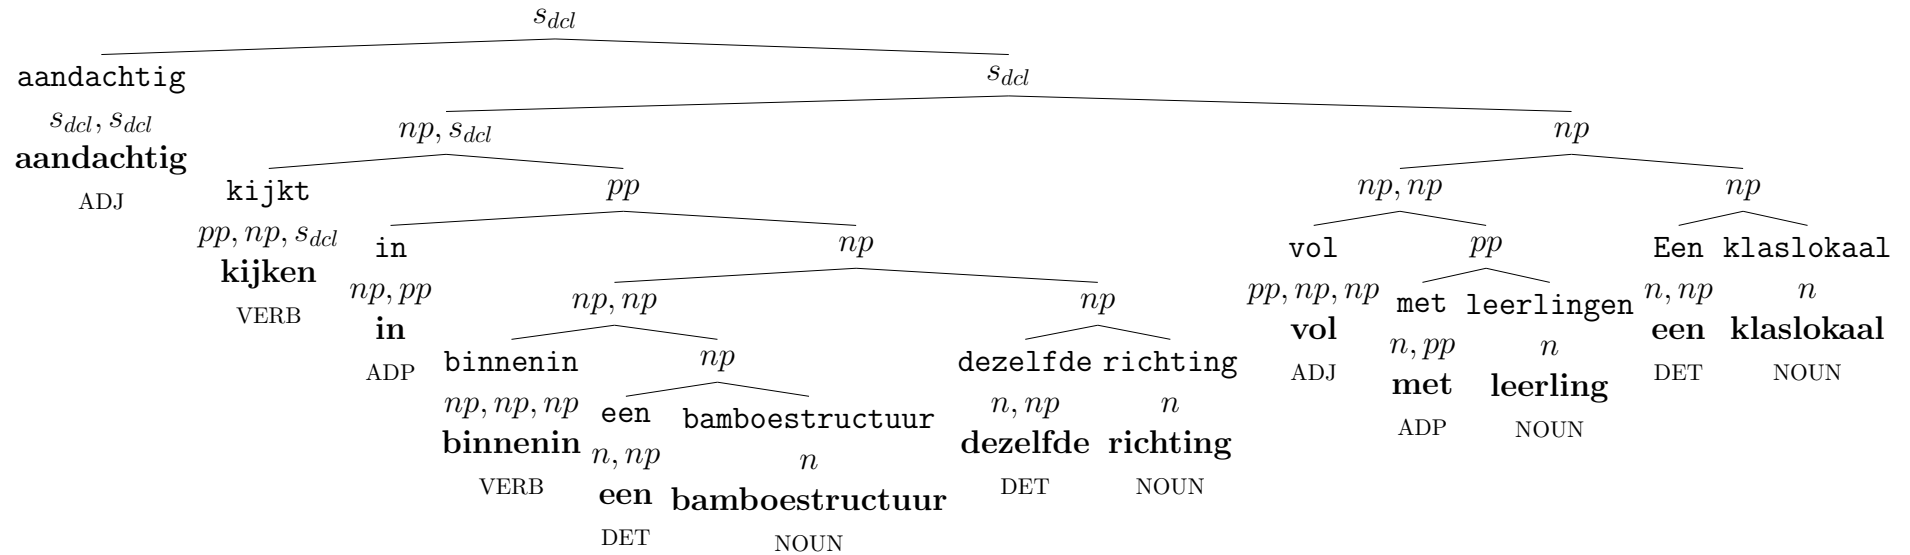 s_dcl
aandachtig s_dcl
s_dcl, s_dcl np, s_dcl np
aandachtig
ADJ kijkt pp np, np np
pp, np, s_dcl in np vol pp Een klaslokaal
kijken np, pp np, np np pp, np, np met leerlingen n, np n
VERB in vol n, pp n een klaslokaal
ADP binnenin np dezelfde richting ADJ met leerling DET NOUN
np, np, np een bamboestructuur n, np n ADP NOUN
binnenin n, np n dezelfde richting
VERB een bamboestructuur DET NOUN
DET NOUN